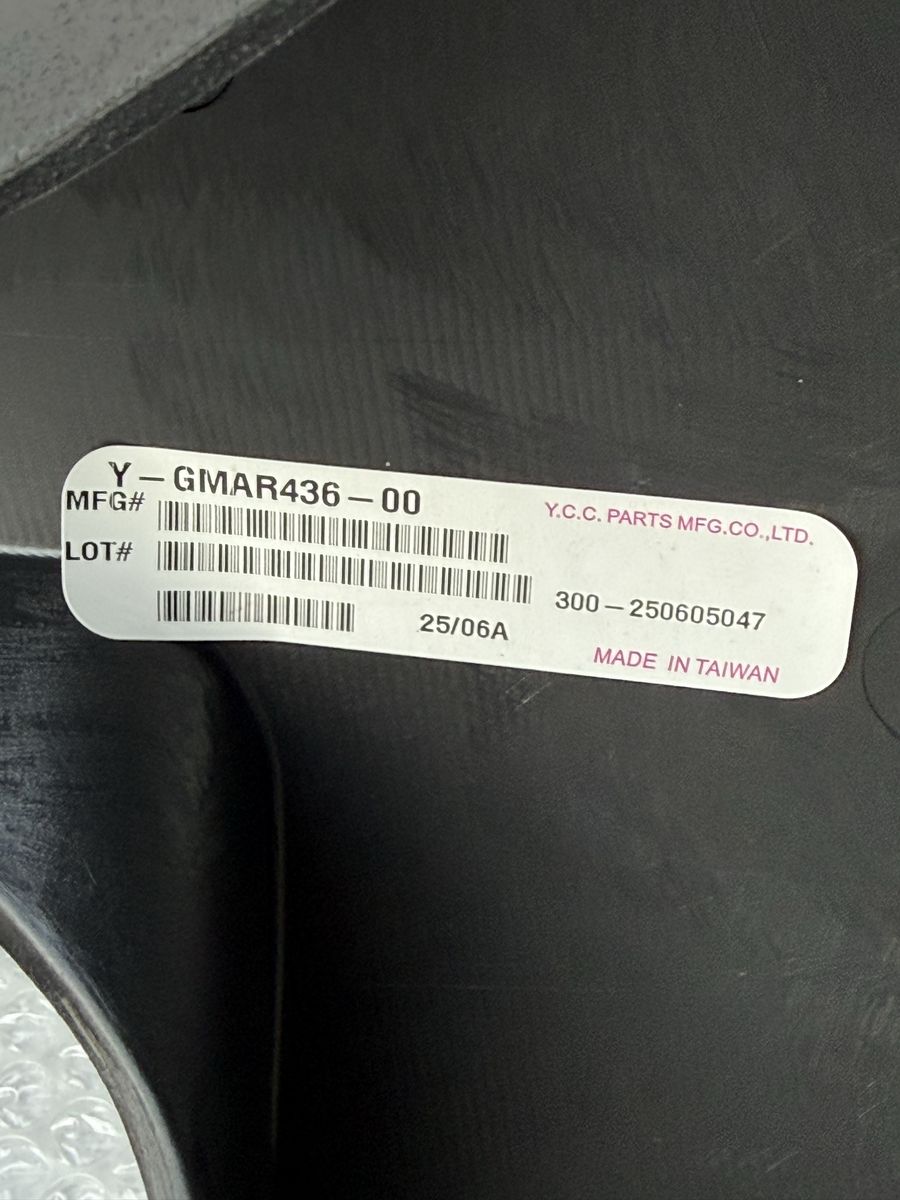 Y-GMAR436-00
MFG#
Y.C.C. PARTS MFG.CO.,LTD.
LOT#
300-250605047
25/06A
MADE IN TAIWAN